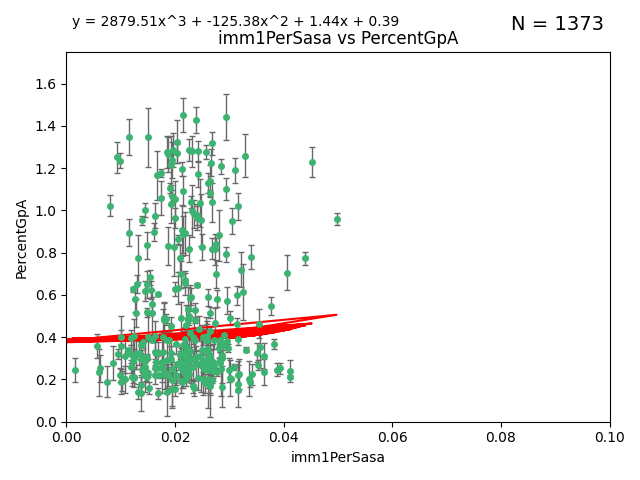 y = 2879.51x^3 + -125.38x^2 + 1.44x + 0.39
N = 1373
imm1PerSasa vs PercentGpA
PercentGpA
1.6
1.4
1.2
1.0
0.8
0.6
0.4
0.2
0.0
0.00 0.02 0.04 0.06 0.08 0.10
imm1PerSasa